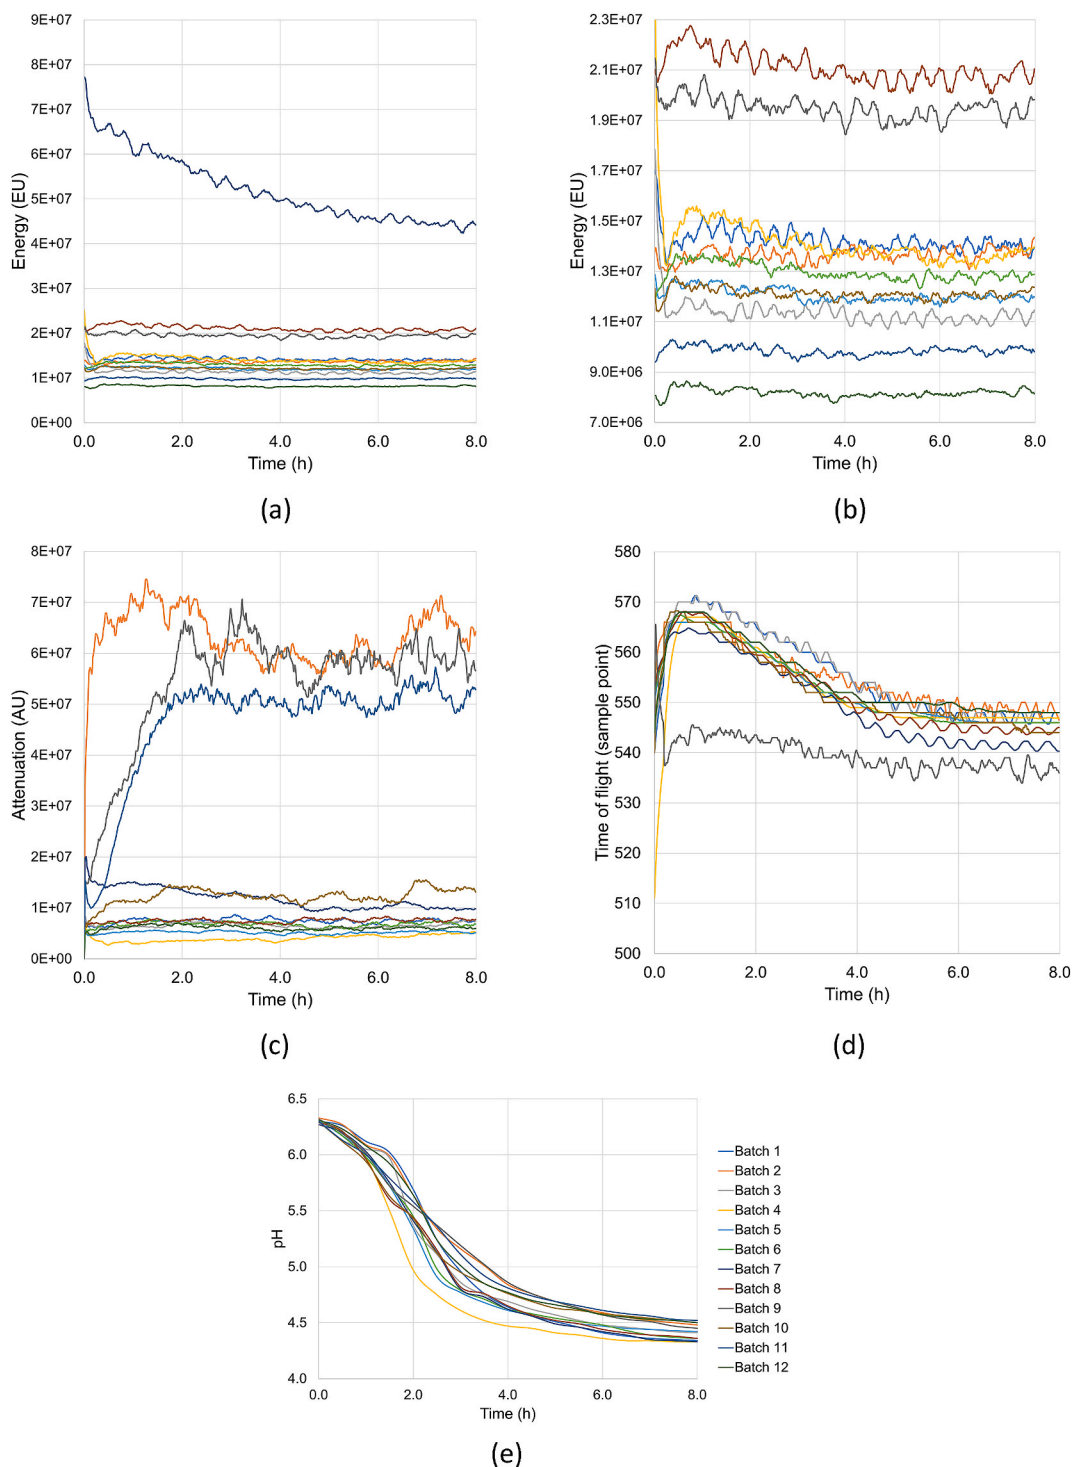 9E+07
8E+07
7E+07
6E+07
5E+07
4E+07
3E+07
2E+07
1E+07
0E+00
Energy (EU)
0.0 2.0 4.0 6.0 8.0
Time (h)
(a)
2.3E+07
2.1E+07
1.9E+07
1.7E+07
1.5E+07
1.3E+07
1.1E+07
9.0E+06
7.0E+06
Energy (EU)
0.0 2.0 4.0 6.0 8.0
Time (h)
(b)
8E+07
7E+07
6E+07
5E+07
4E+07
3E+07
2E+07
1E+07
0E+00
Attenuation (AU)
0.0 2.0 4.0 6.0 8.0
Time (h)
(c)
580
570
560
550
540
530
520
510
500
Time of flight (sample point)
0.0 2.0 4.0 6.0 8.0
Time (h)
(d)
6.5
6.0
5.5
5.0
4.5
4.0
pH
0.0 2.0 4.0 6.0 8.0
Time (h)
Batch 1
Batch 2
Batch 3
Batch 4
Batch 5
Batch 6
Batch 7
Batch 8
Batch 9
Batch 10
Batch 11
Batch 12
(e)